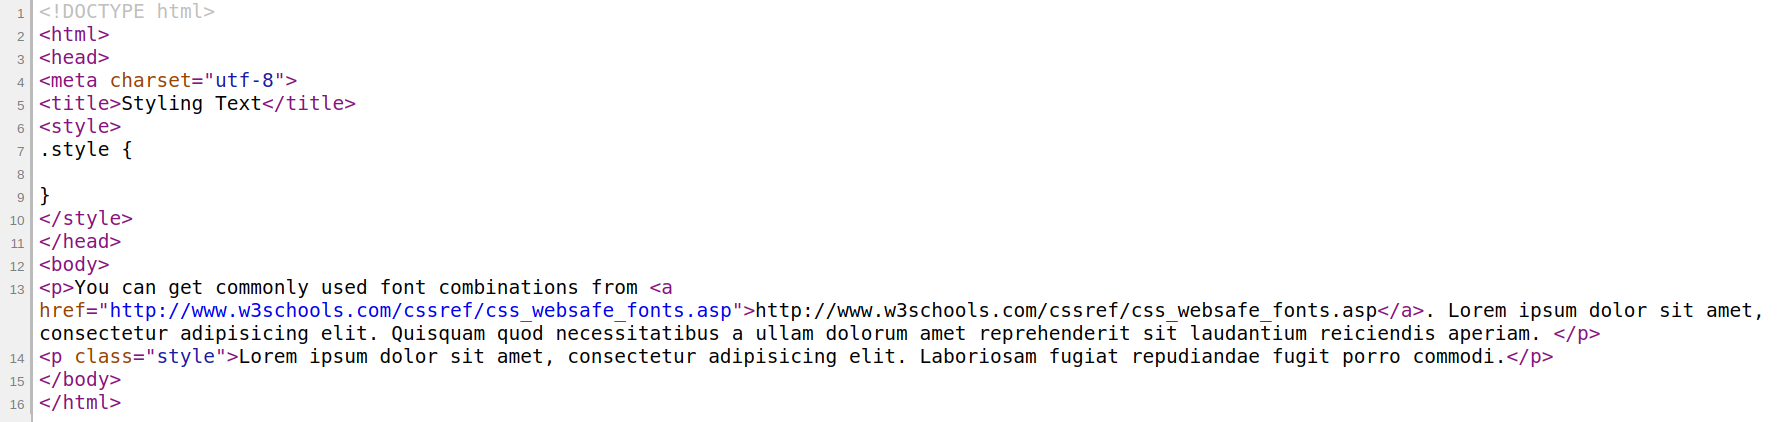 1 <!DOCTYPE html>
2 <html>
3 <head>
4 <meta charset="utf-8">
5 <title>Styling Text</title>
6 <style>
7 .style {
8
9 }
10 </style>
11 </head>
12 <body>
13 <p>You can get commonly used font combinations from <a
href="http://www.w3schools.com/cssref/css_websafe_fonts.asp">http://www.w3schools.com/cssref/css_websafe_fonts.asp</a>. Lorem ipsum dolor sit amet,
consectetur adipisicing elit. Quisquam quod necessitatibus a ullam dolorum amet reprehenderit sit laudantium reiciendis aperiam. </p>
14 <p class="style">Lorem ipsum dolor sit amet, consectetur adipisicing elit. Laboriosam fugiat repudiandae fugit porro commodi.</p>
15 </body>
16 </html>